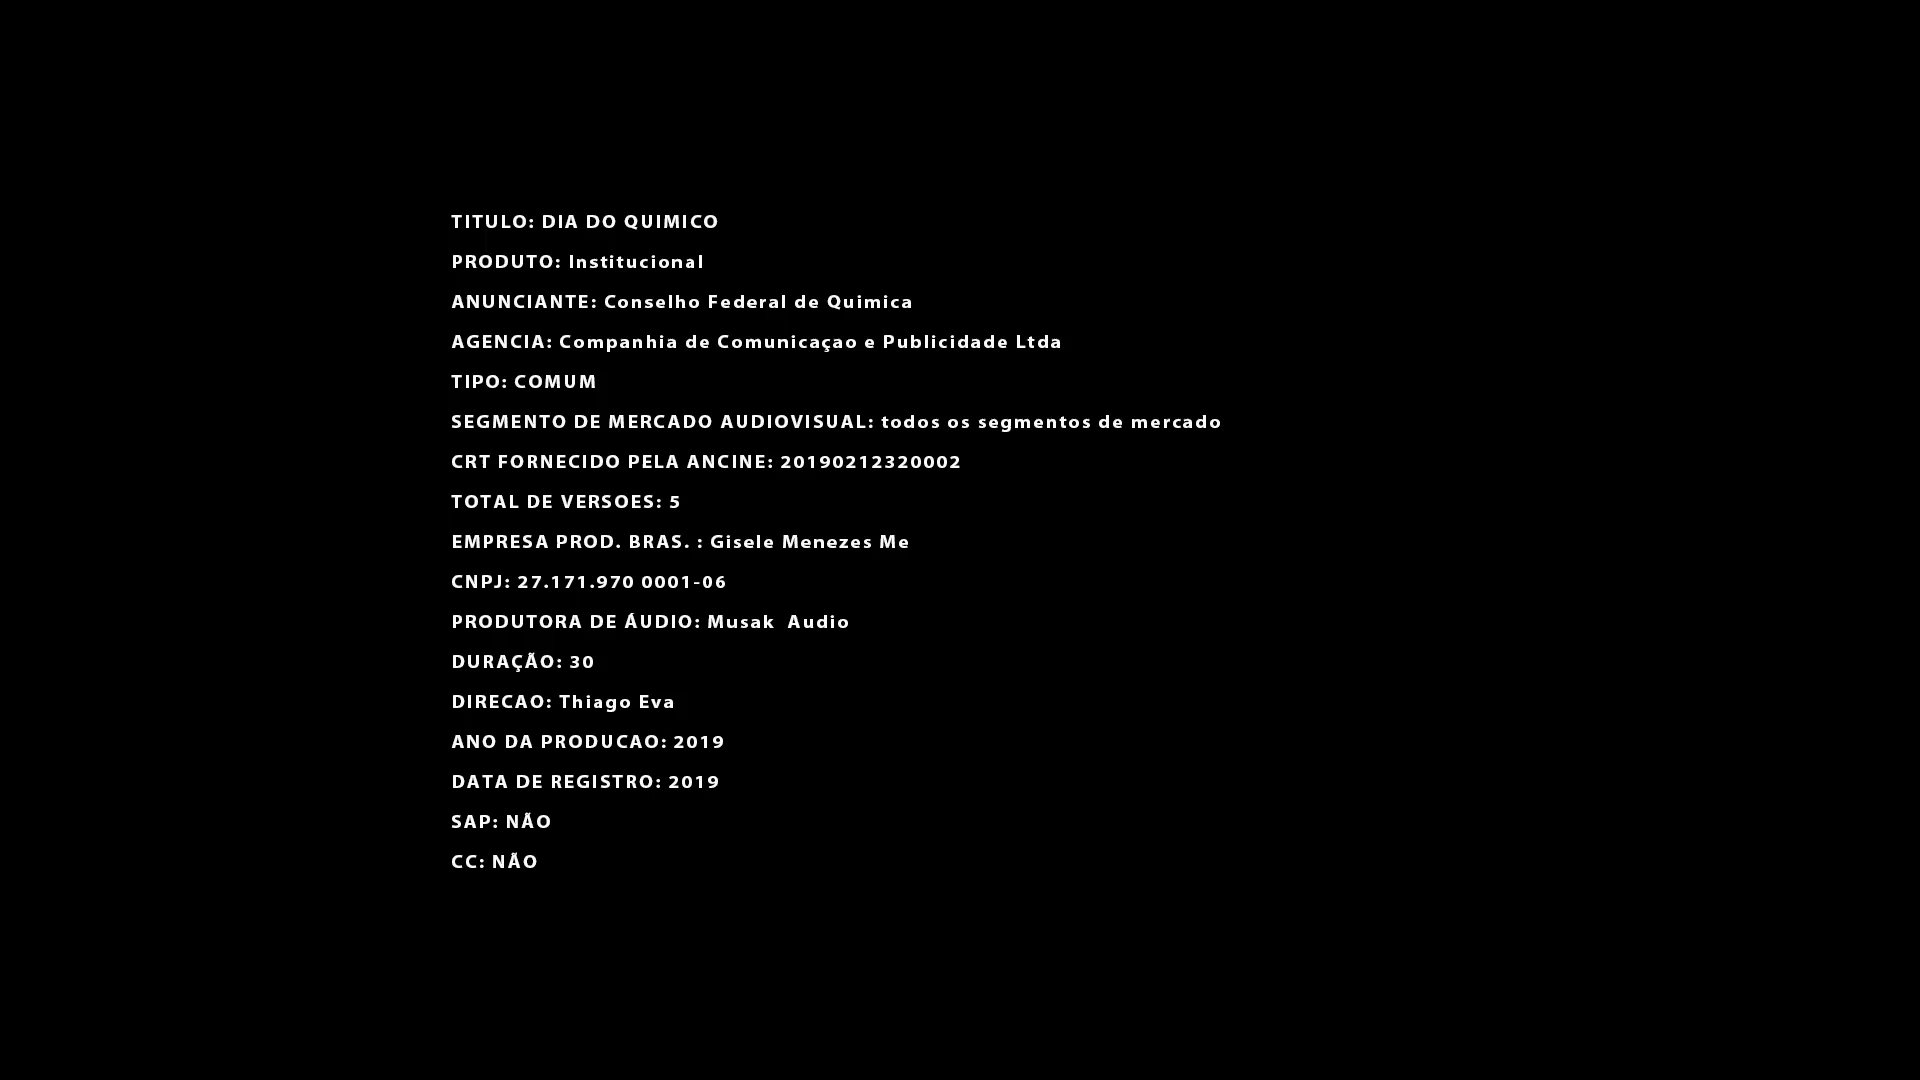 TITULO: DIA DO QUIMICO
PRODUTO: Institucional
ANUNCIANTE: Conselho Federal de Quimica
AGENCIA: Companhia de Comunicaçao e Publicidade Ltda
TIPO: COMUM
SEGMENTO DE MERCADO AUDIOVISUAL: todos os segmentos de mercado
CRT FORNECIDO PELA ANCINE: 20190212320002
TOTAL DE VERSOES: 5
EMPRESA PROD. BRAS. : Gisele Menezes Me
CNPJ: 27.171.970 0001-06
PRODUTORA DE ÁUDIO: Musak  Audio
DURAÇÃO: 30
DIRECAO: Thiago Eva
ANO DA PRODUCAO: 2019
DATA DE REGISTRO: 2019
SAP: NÃO
CC: NÃO